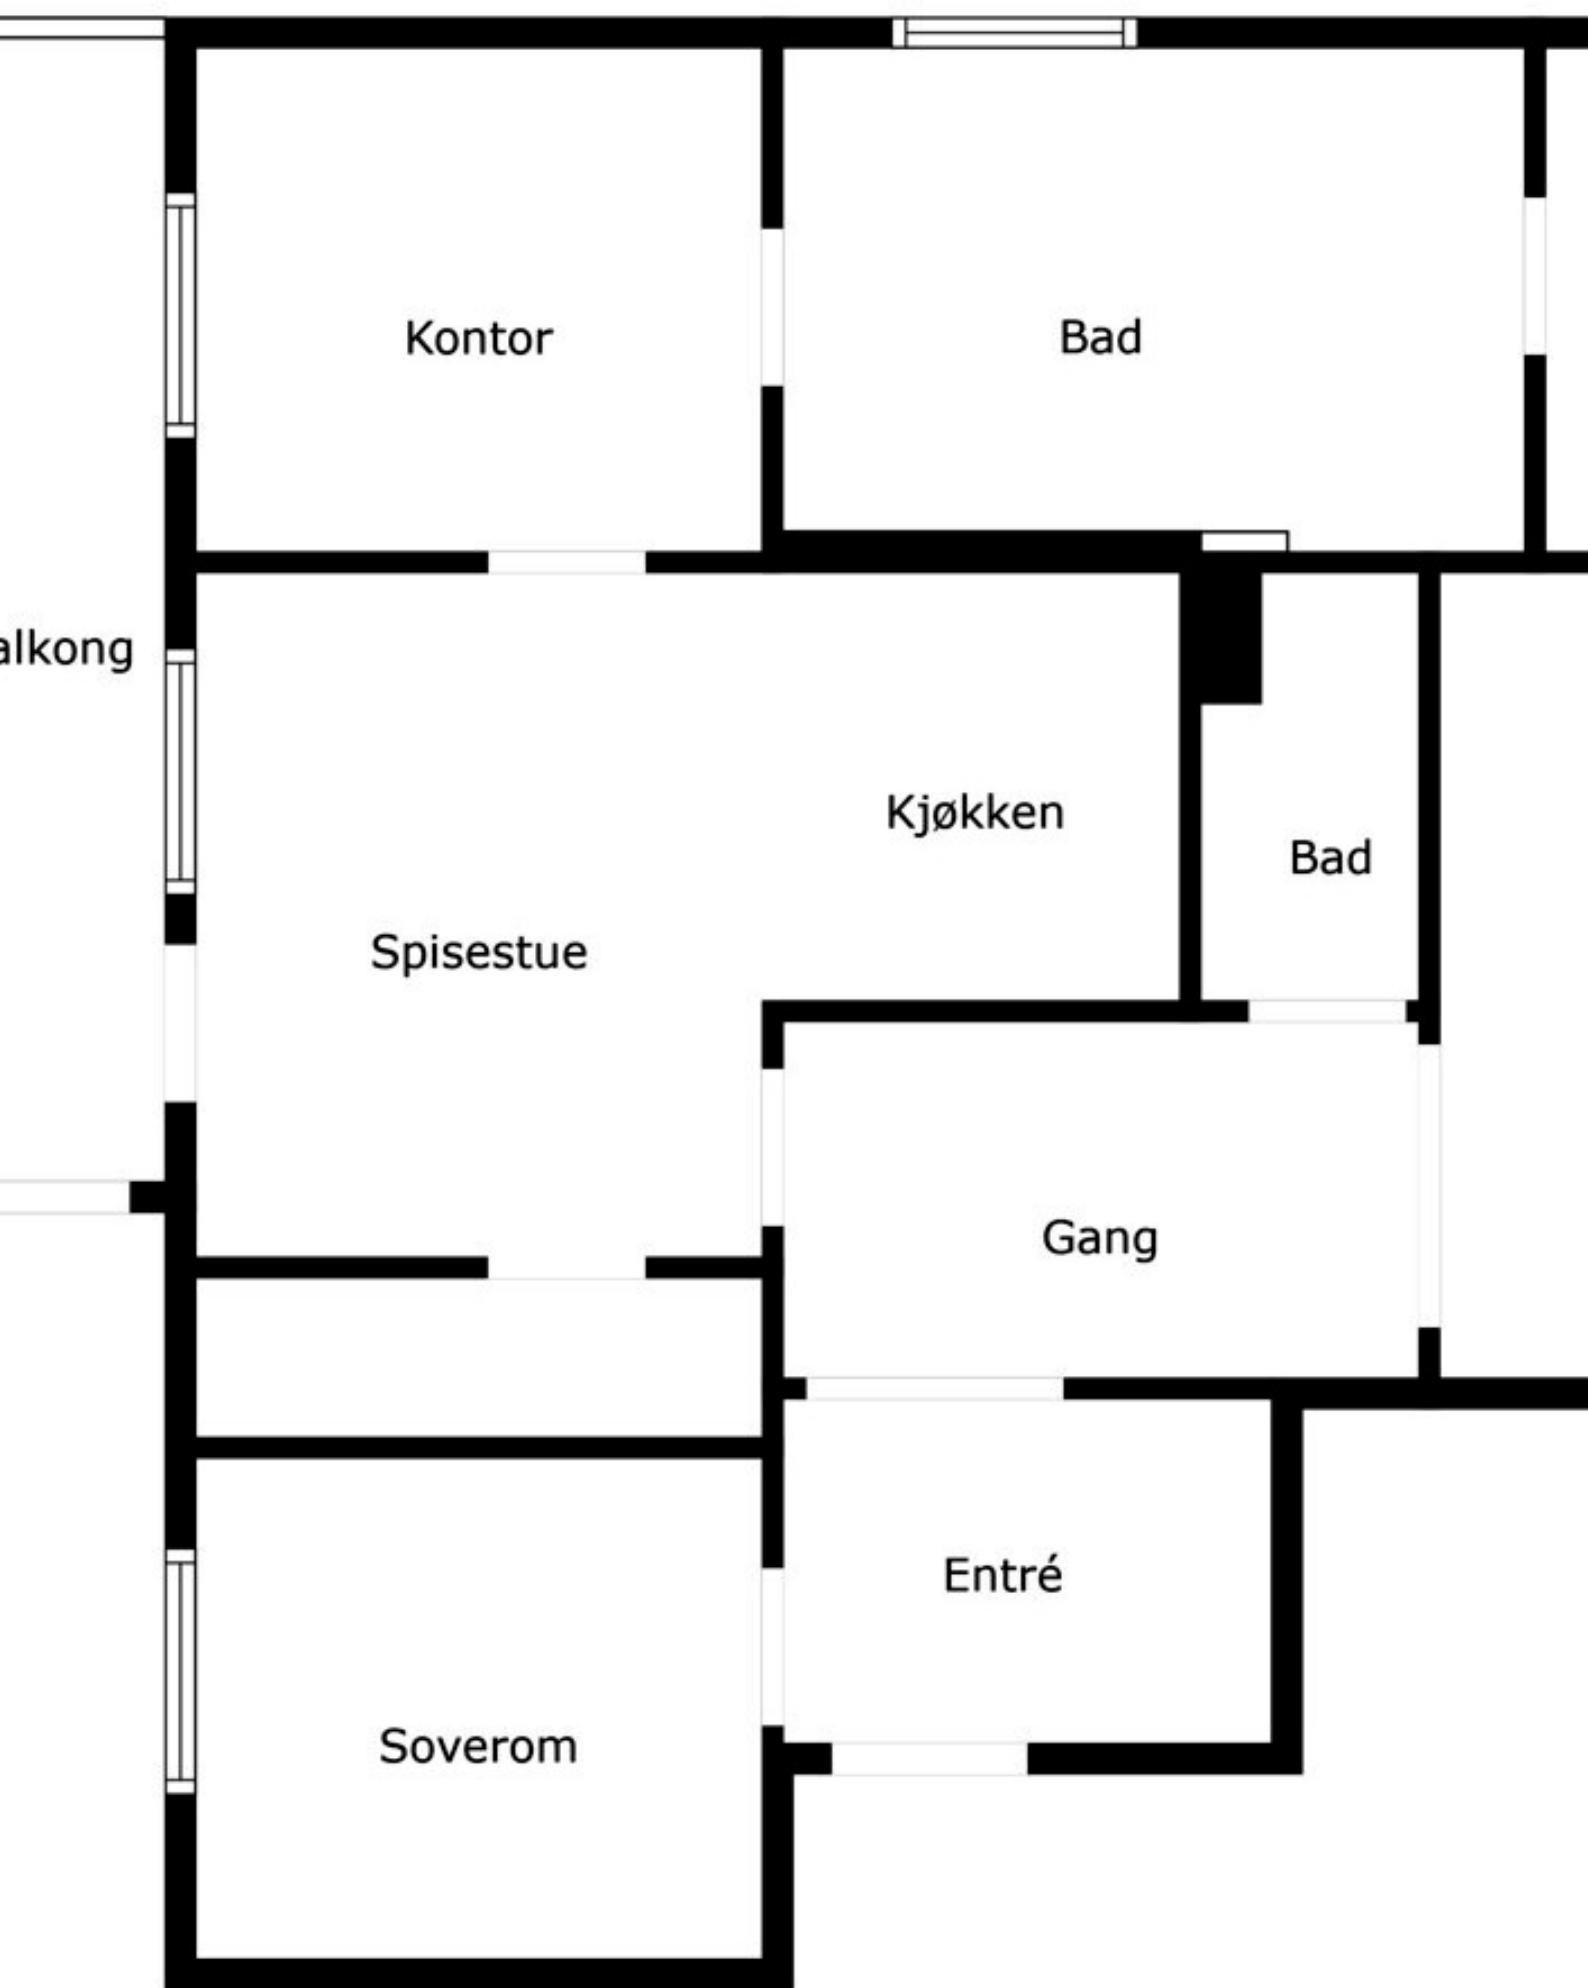 Kontor
Bad
alkong
Kjøkken
Bad
Spisestue
Gang
Entré
Soverom